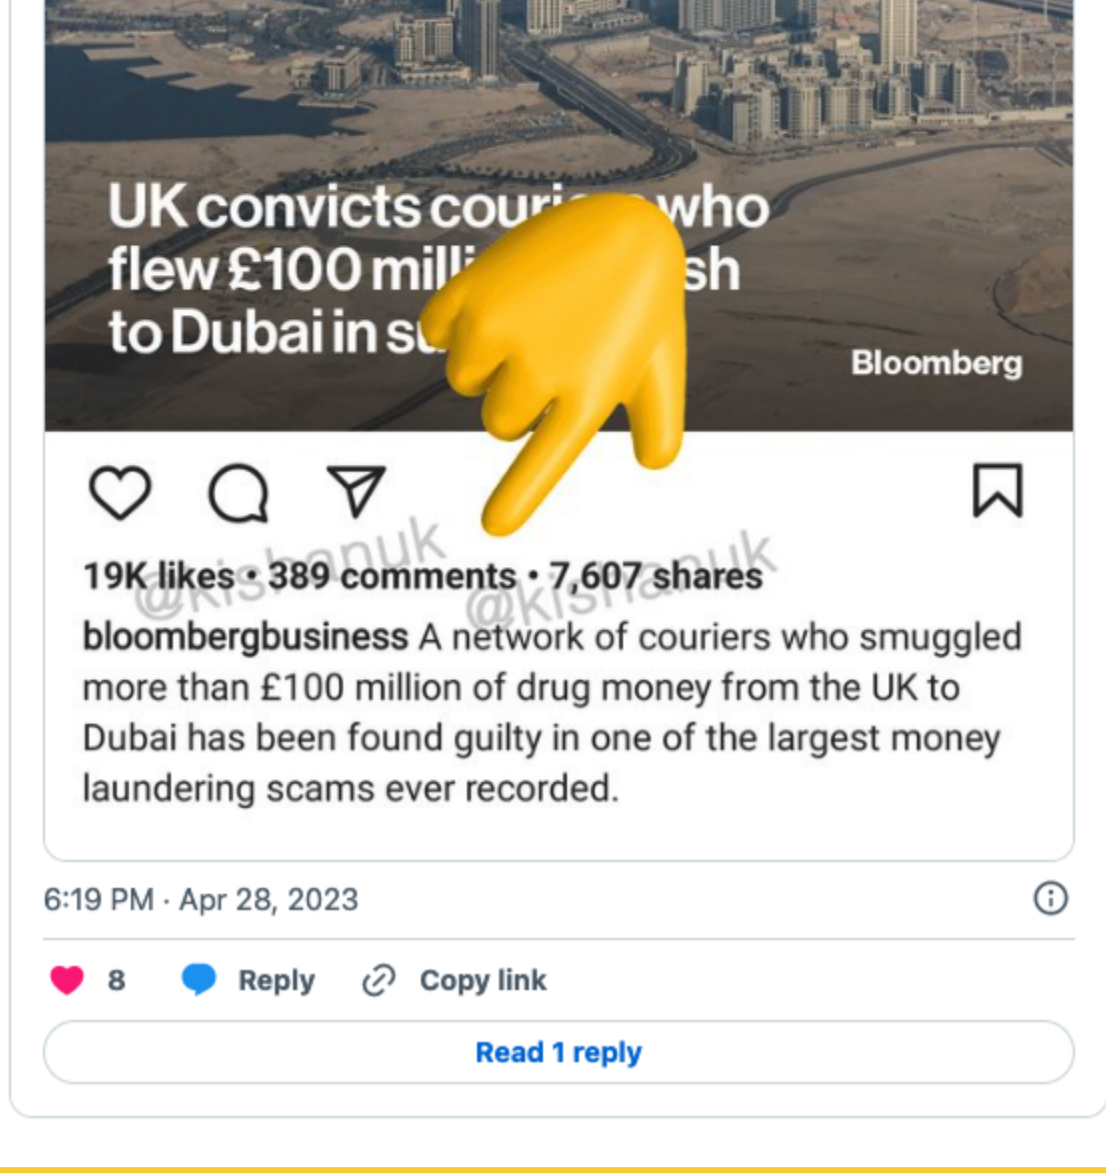 UK convicts who
flew £100
to Dubai in
Bloomberg
@kishanuk @kishanuk
19K likes • 389 comments • 7,607 shares
bloombergbusiness A network of couriers who smuggled
more than £100 million of drug money from the UK to
Dubai has been found guilty in one of the largest money
laundering scams ever recorded.
6:19 PM · Apr 28, 2023
8 Reply Copy link
Read 1 reply